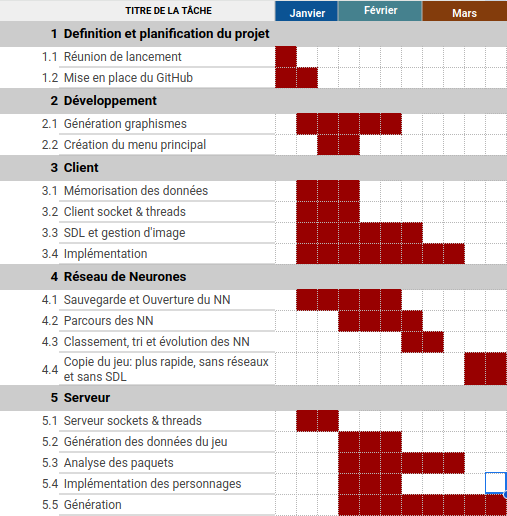 TITRE DE LA TÂCHE Janvier Février Mars
1 Definition et planification du projet
1.1 Réunion de lancement
1.2 Mise en place du GitHub
2 Développement
2.1 Génération graphismes
2.2 Création du menu principal
3 Client
3.1 Mémorisation des données
3.2 Client socket & threads
3.3 SDL et gestion d'image
3.4 Implémentation
4 Réseau de Neurones
4.1 Sauvegarde et Ouverture du NN
4.2 Parcours des NN
4.3 Classement, tri et évolution des NN
4.4 Copie du jeu: plus rapide, sans réseaux
et sans SDL
5 Serveur
5.1 Serveur sockets & threads
5.2 Génération des données du jeu
5.3 Analyse des paquets
5.4 Implémentation des personnages
5.5 Génération